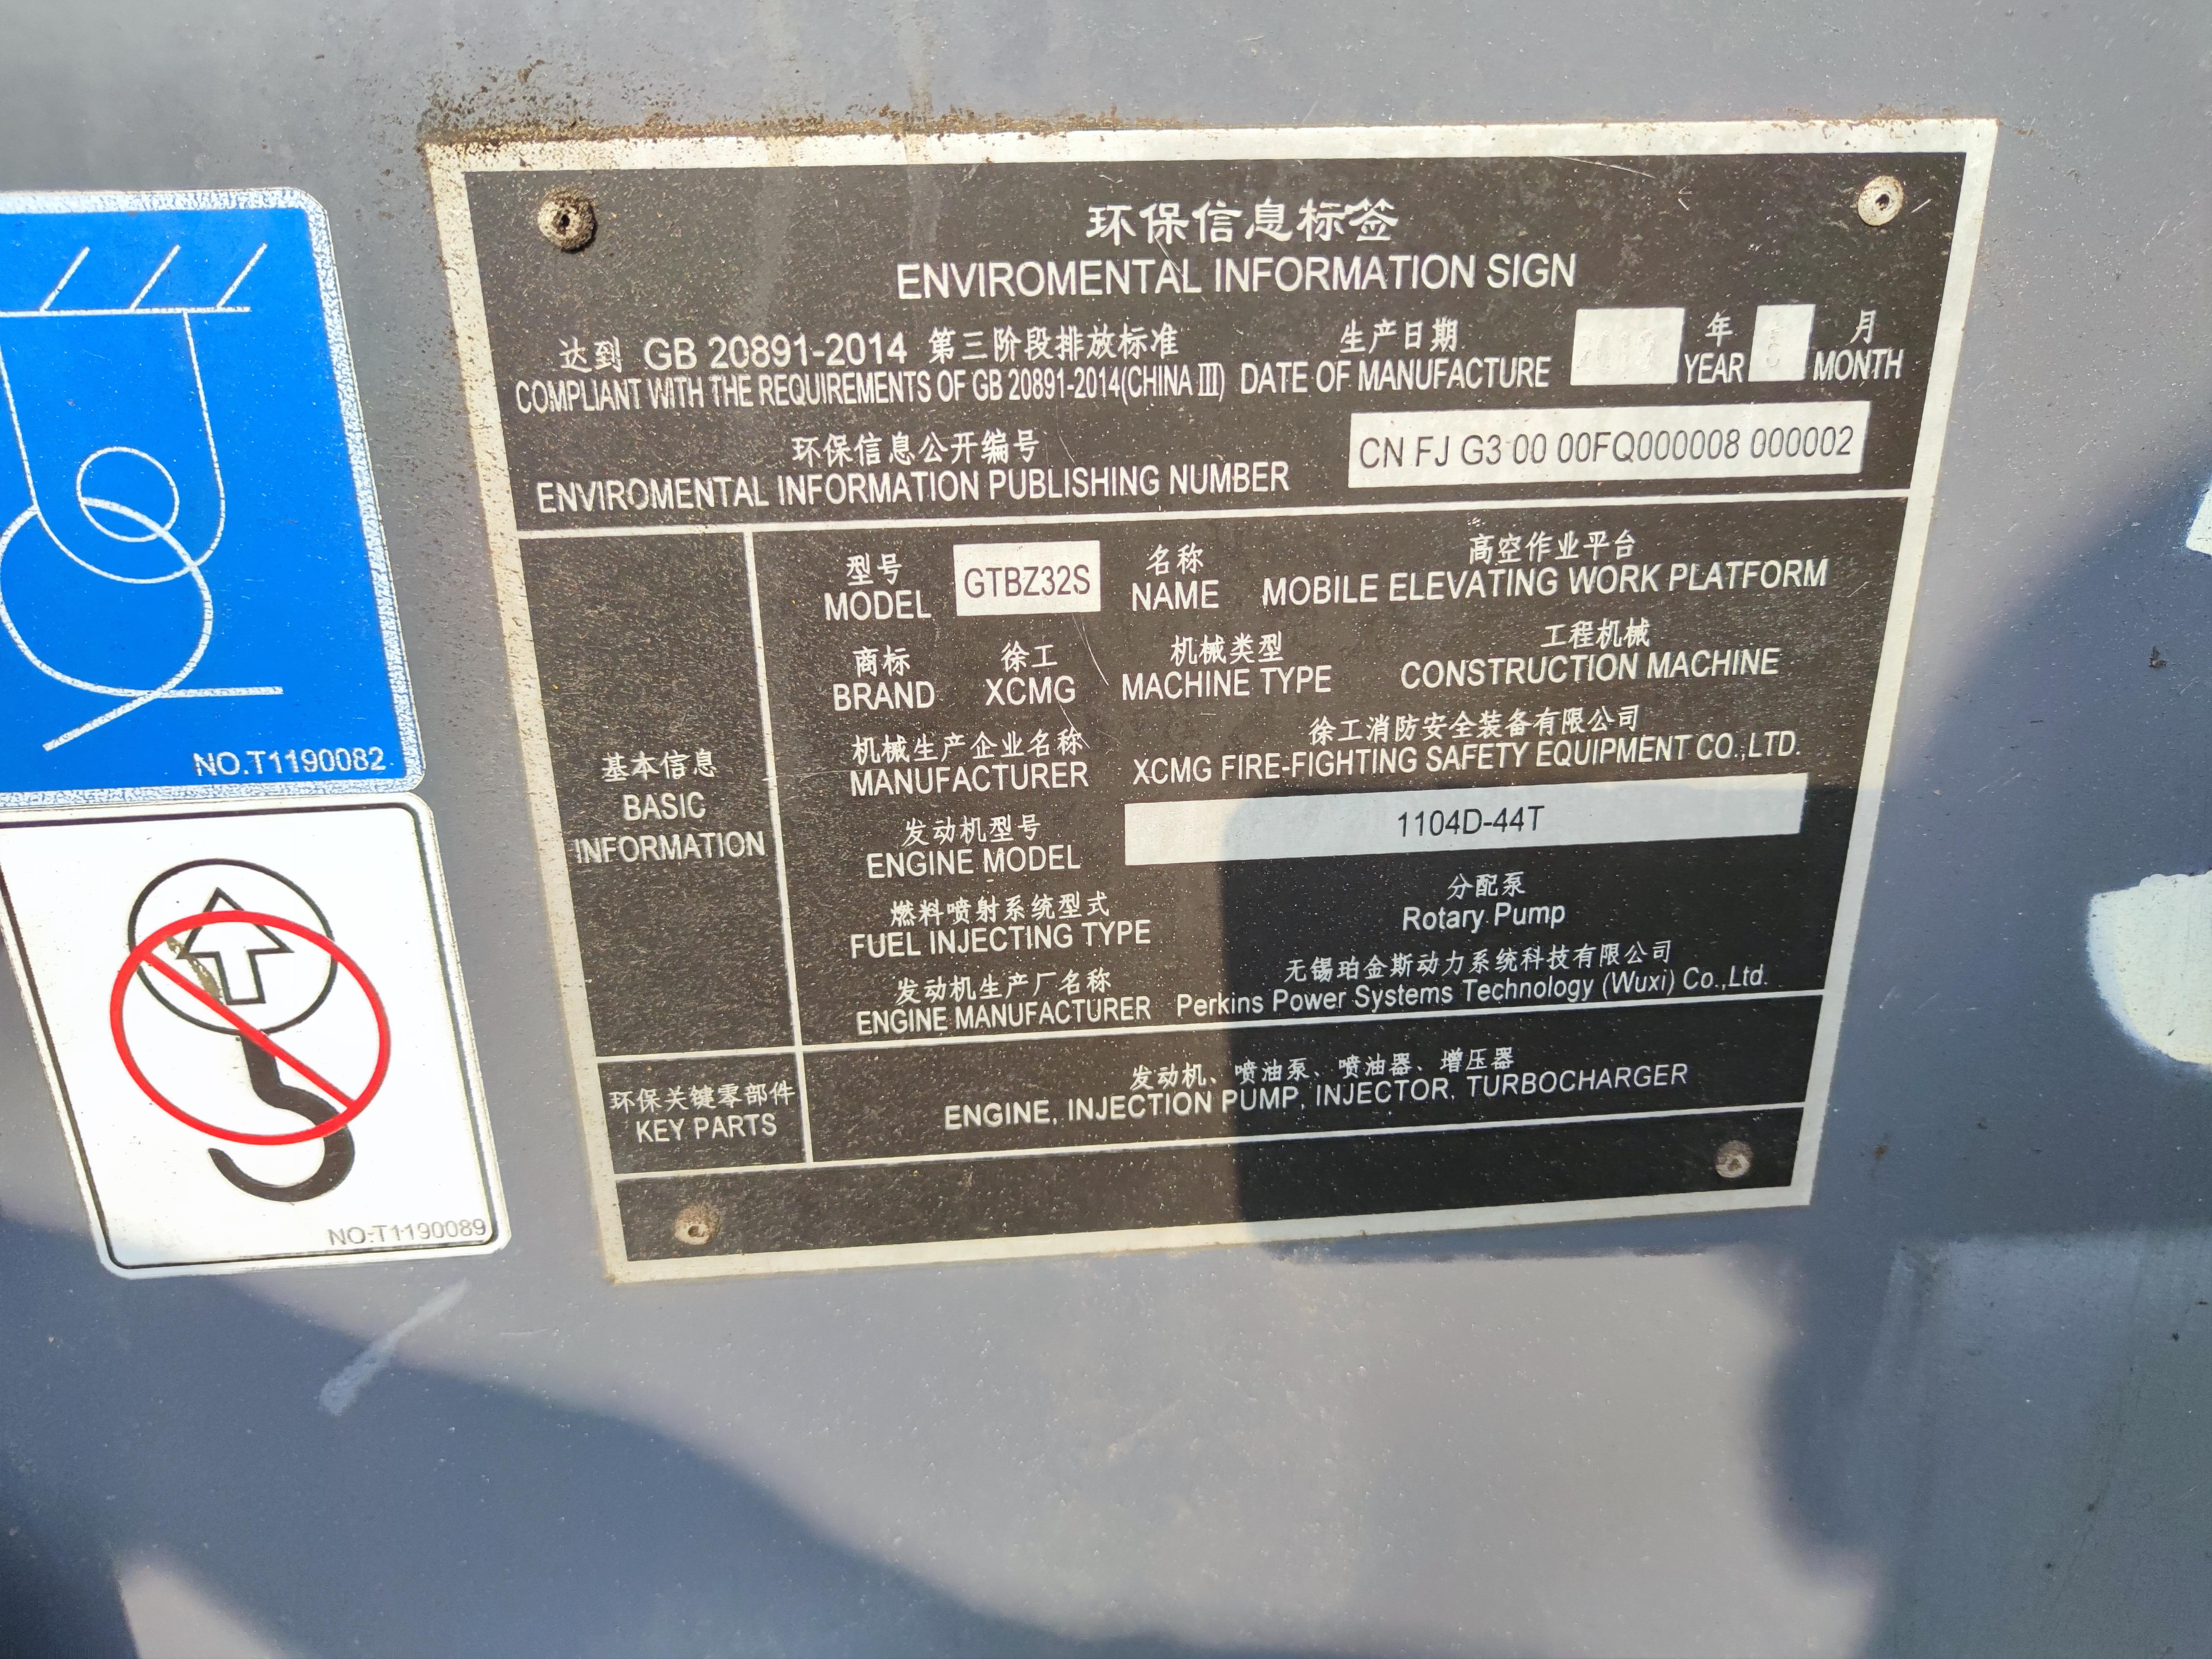 环保信息标签
ENVIROMENTAL INFORMATION SIGN
达到 GB 20891-2014 第三阶段排放标准 生产日期 年 月
COMPLIANT WITH THE REQUIREMENTS OF GB 20891-2014(CHINA III) DATE OF MANUFACTURE YEAR MONTH
环保信息公开编号
ENVIROMENTAL INFORMATION PUBLISHING NUMBER CN FJ G3 00 00FQ000008 000002
型号 名称 高空作业平台
MODEL GTBZ32S NAME MOBILE ELEVATING WORK PLATFORM
商标 徐工 机械类型 工程机械
BRAND XCMG MACHINE TYPE CONSTRUCTION MACHINE
机械生产企业名称 徐工消防安全装备有限公司
MANUFACTURER XCMG FIRE-FIGHTING SAFETY EQUIPMENT CO.,LTD.
基本信息
BASIC
INFORMATION
发动机型号
ENGINE MODEL 1104D-44T
燃料喷射系统型式 分配泵
FUEL INJECTING TYPE Rotary Pump
发动机生产厂名称 无锡珀金斯动力系统科技有限公司
ENGINE MANUFACTURER Perkins Power Systems Technology (Wuxi) Co.,Ltd.
环保关键零部件 发动机、喷油泵、喷油器、增压器
KEY PARTS ENGINE, INJECTION PUMP, INJECTOR, TURBOCHARGER
NO.T1190082
NO.T1190089